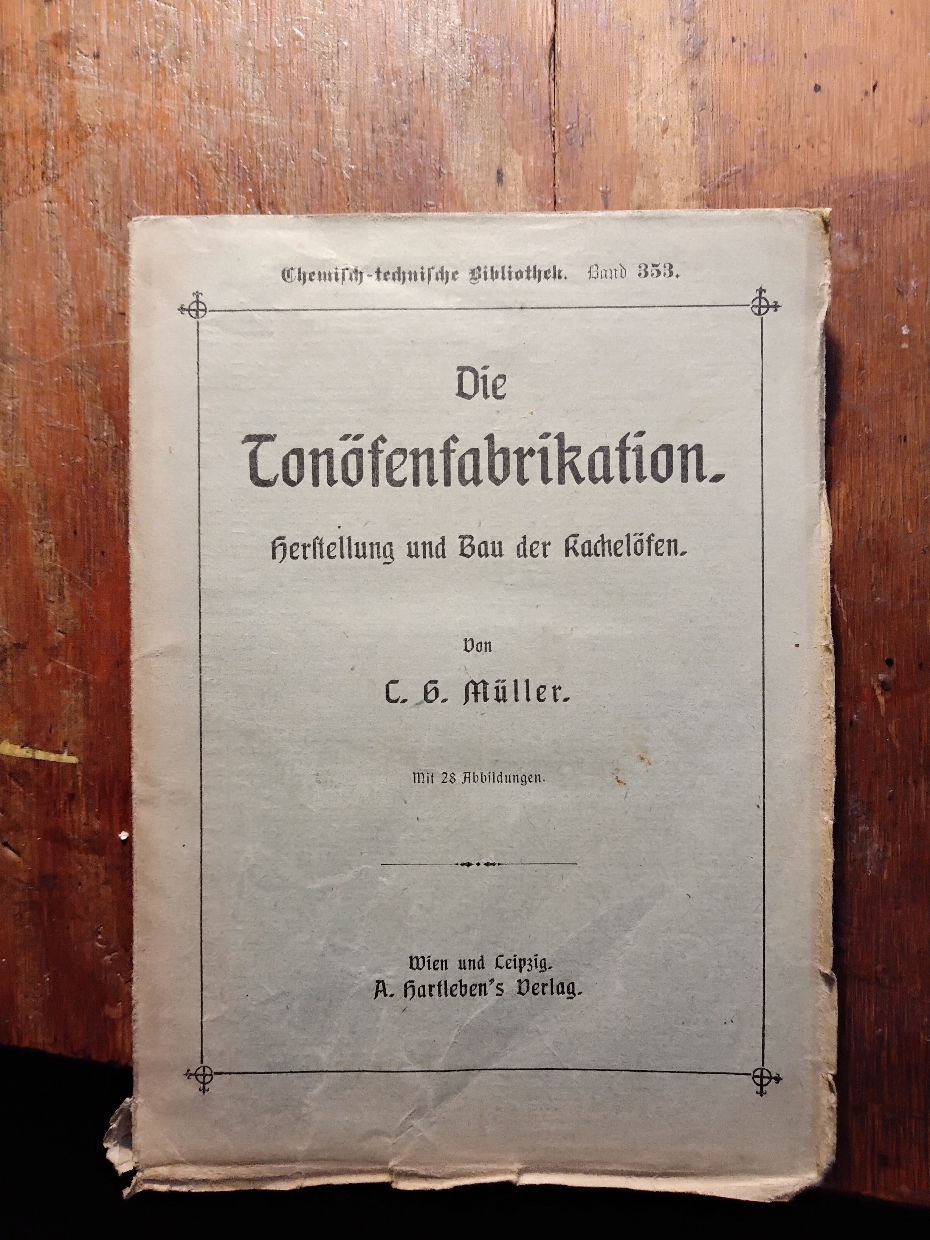 Chemiſch-techniſche Bibliothek. Band 353.
Die
Tonöfenfabrikation.
Herſtellung und Bau der Kachelöfen.
Von
C. G. Müller.
Mit 28 Abbildungen.
Wien und Leipzig.
A. Hartleben's Verlag.